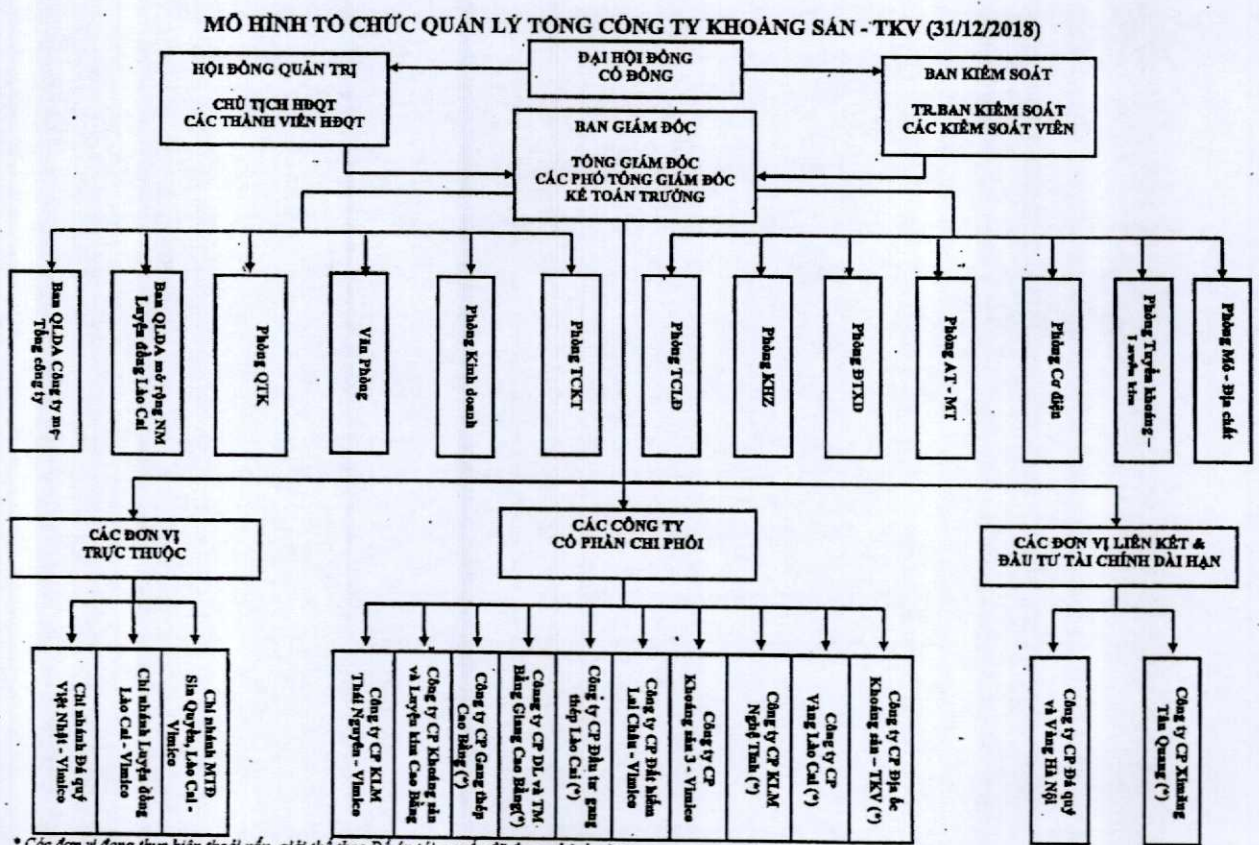 MÔ HÌNH TỔ CHỨC QUẢN LÝ TỔNG CÔNG TY KHOÁNG SẢN - TKV (31/12/2018)
ĐẠI HỘI ĐỒNG
CỔ ĐÔNG
HỘI ĐỒNG QUẢN TRỊ
CHỦ TỊCH HĐQT
CÁC THÀNH VIÊN HĐQT
BAN KIỂM SOÁT
TR.BAN KIỂM SOÁT
CÁC KIỂM SOÁT VIÊN
BAN GIÁM ĐỐC
TỔNG GIÁM ĐỐC
CÁC PHÓ TỔNG GIÁM ĐỐC
KẾ TOÁN TRƯỞNG
Ban QLDA Công ty mẹ-
Tổng công ty
Ban QLDA mở rộng NM
Luyện đồng Lào Cai
Phòng QTK
Văn Phòng
Phòng Kinh doanh
Phòng TCKT
Phòng TCLĐ
Phòng KHZ
Phòng ĐTXD
Phòng AT - MT
Phòng Cơ điện
Phòng Tuyển khoáng –
Luyện kim
Phòng Mỏ - Địa chất
CÁC ĐƠN VỊ
TRỰC THUỘC
CÁC CÔNG TY
CỔ PHẦN CHI PHỐI
CÁC ĐƠN VỊ LIÊN KẾT &
ĐẦU TƯ TÀI CHÍNH DÀI HẠN
Chi nhánh Đá quý
Việt Nhật – Vimico
Chi nhánh Luyện đồng
Lào Cai - Vimico
Chi nhánh MTĐ
Sin Quyền, Lào Cai -
Vimico
Công ty CP KLM
Thái Nguyên – Vimico
Công ty CP Khoáng sản
và Luyện kim Cao Bằng
Công ty CP Gang thép
Cao Bằng (*)
Công ty CP DL và TM
Bằng Giang Cao Bằng(*)
Công ty CP Đầu tư gang
thép Lào Cai (*)
Công ty CP Đất hiếm
Lai Châu – Vimico
Công ty CP
Khoáng sản 3 - Vimico
Công ty CP KLM
Nghệ Tĩnh (*)
Công ty CP
Vàng Lào Cai (*)
Công ty CP Địa ốc
Khoáng sản – TKV (*)
Công ty CP Đá quý
và Vàng Hà Nội
Công ty CP Ximăng
Tân Quang (*)
* Các đơn vị đang thực hiện thoái vốn